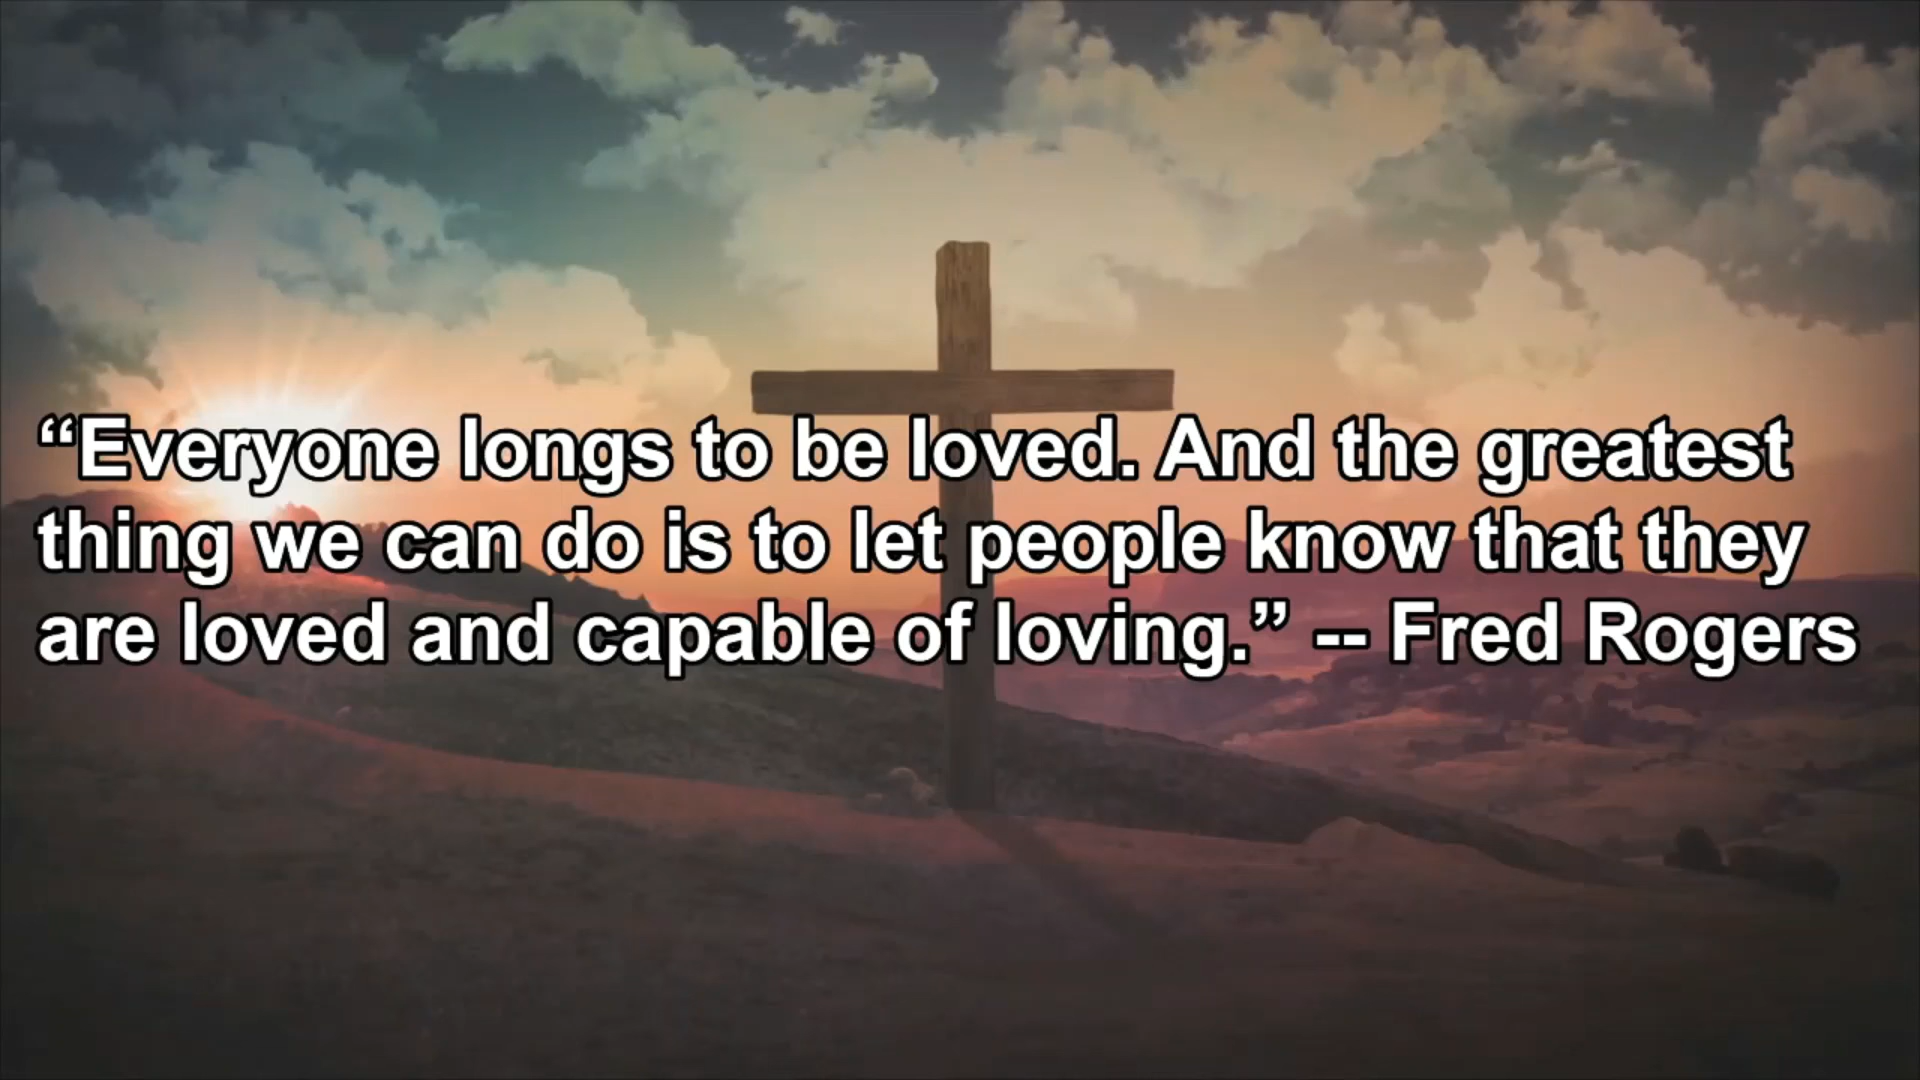 “Everyone longs to be loved. And the greatest
thing we can do is to let people know that they
are loved and capable of loving.” -- Fred Rogers